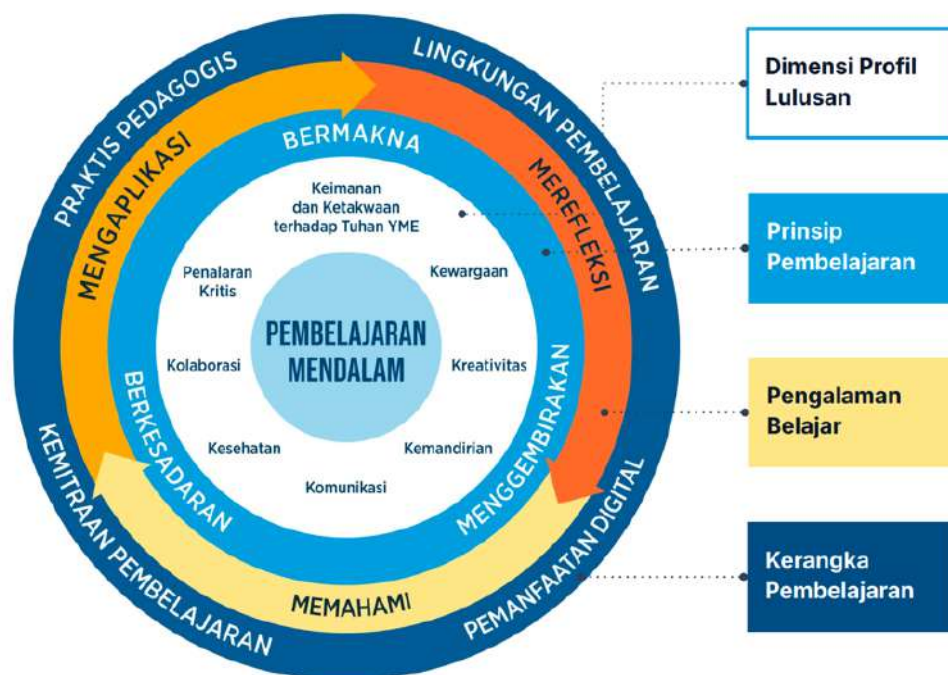 PRAKTIS PEDAGOGIS
LINGKUNGAN PEMBELAJARAN
PEMANFAATAN DIGITAL
KEMITRAAN PEMBELAJARAN
MENGAPLIKASI
MEREFLEKSI
MEMAHAMI
BERMAKNA
MENGGEMBIRAKAN
BERKESADARAN
Keimanan
dan Ketakwaan
terhadap Tuhan YME
Kewargaan
Kreativitas
Kemandirian
Komunikasi
Kesehatan
Kolaborasi
Penalaran
Kritis
PEMBELAJARAN
MENDALAM
Dimensi Profil
Lulusan
Prinsip
Pembelajaran
Pengalaman
Belajar
Kerangka
Pembelajaran